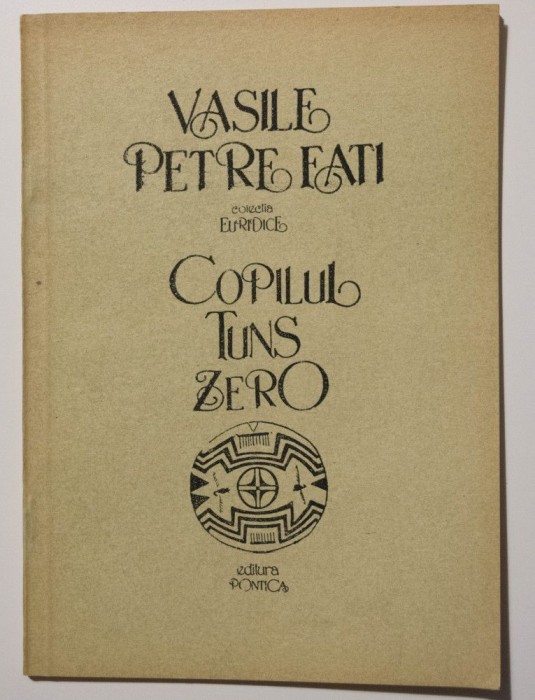 VASILE
PETRE FATI
colecția
EURIDICE
COPILUL
TUNS
ZERO
editura
PONTICA